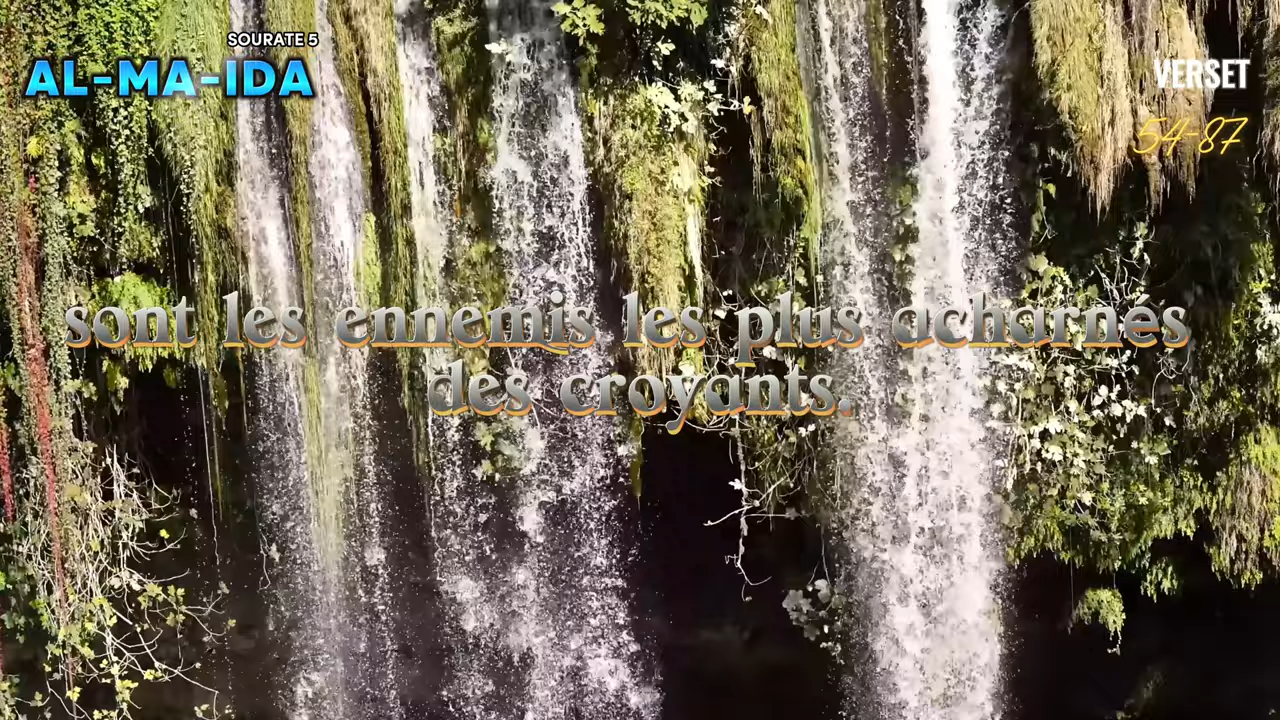 SOURATE 5
AL-MA-IDA
VERSET
54-87
sont les ennemis les plus acharnés
des croyants.